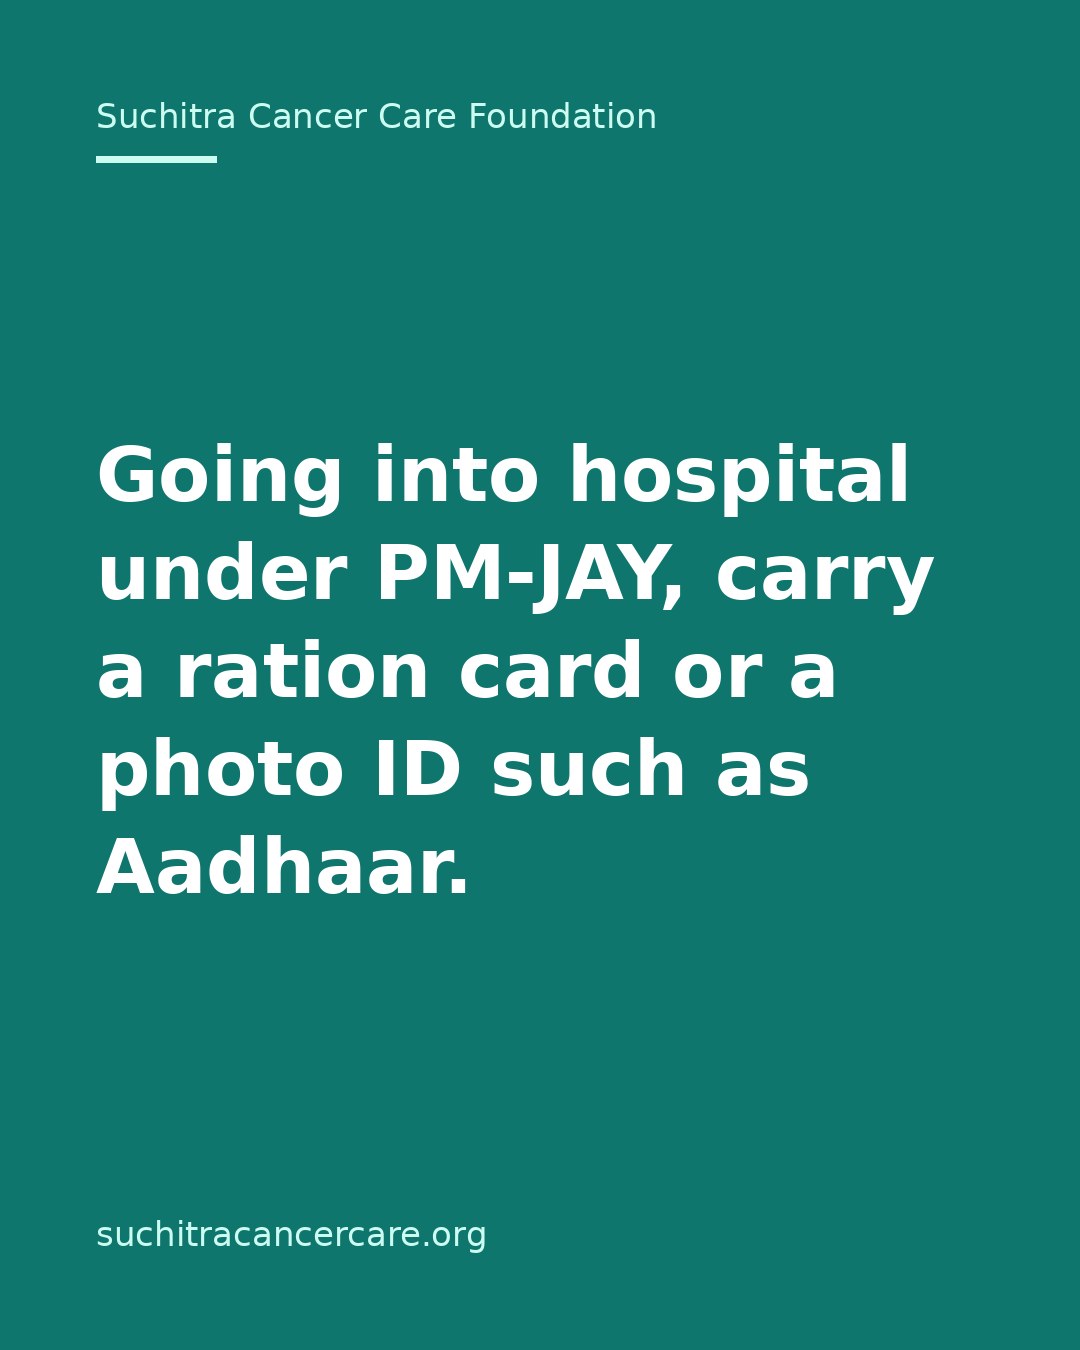 Suchitra Cancer Care Foundation
Going into hospital
under PM-JAY, carry
a ration card or a
photo ID such as
Aadhaar.
suchitracancercare.org